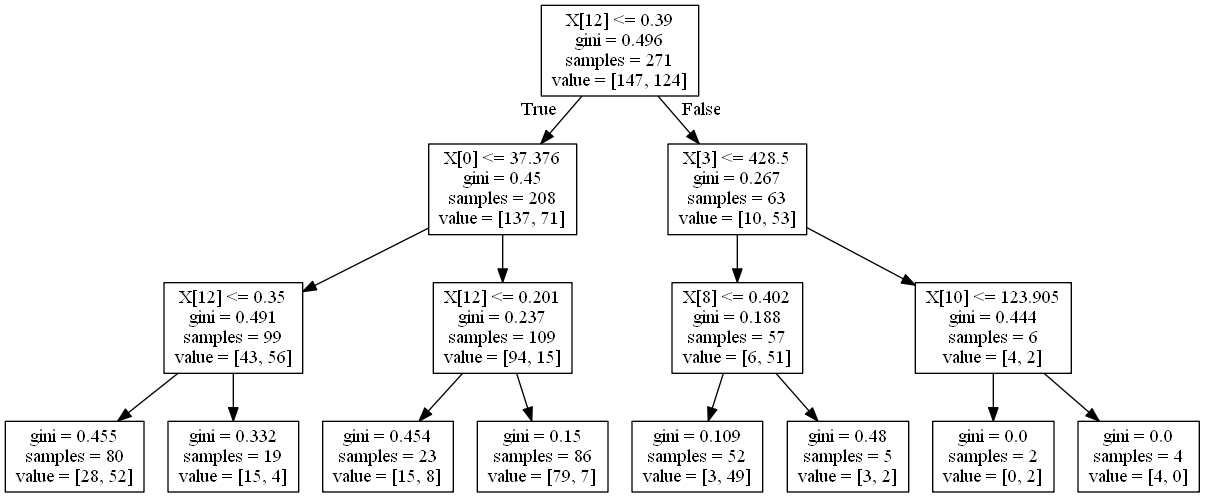 X[12] <= 0.39
gini = 0.496
samples = 271
value = [147, 124]
True
False
X[0] <= 37.376
gini = 0.45
samples = 208
value = [137, 71]
X[3] <= 428.5
gini = 0.267
samples = 63
value = [10, 53]
X[12] <= 0.35
gini = 0.491
samples = 99
value = [43, 56]
X[12] <= 0.201
gini = 0.237
samples = 109
value = [94, 15]
X[8] <= 0.402
gini = 0.188
samples = 57
value = [6, 51]
X[10] <= 123.905
gini = 0.444
samples = 6
value = [4, 2]
gini = 0.455
samples = 80
value = [28, 52]
gini = 0.332
samples = 19
value = [15, 4]
gini = 0.454
samples = 23
value = [15, 8]
gini = 0.15
samples = 86
value = [79, 7]
gini = 0.109
samples = 52
value = [3, 49]
gini = 0.48
samples = 5
value = [3, 2]
gini = 0.0
samples = 2
value = [0, 2]
gini = 0.0
samples = 4
value = [4, 0]